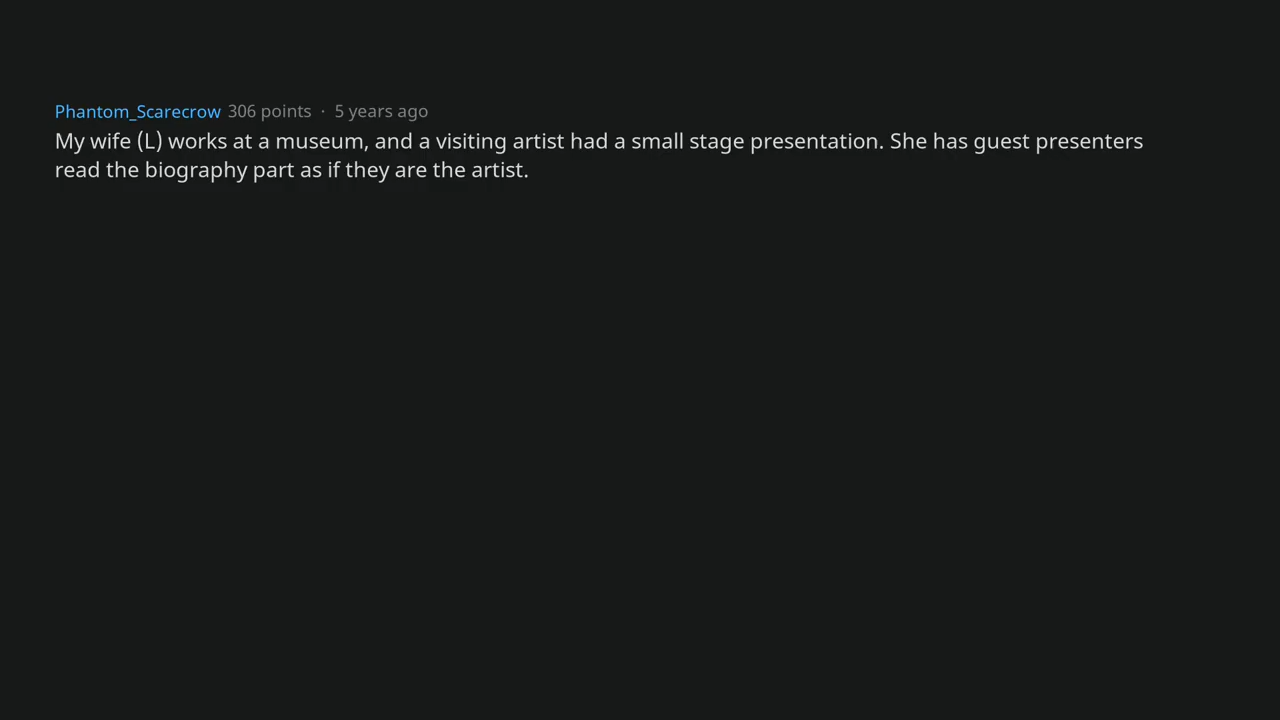 Phantom_Scarecrow 306 points · 5 years ago
My wife (L) works at a museum, and a visiting artist had a small stage presentation. She has guest presenters
read the biography part as if they are the artist.